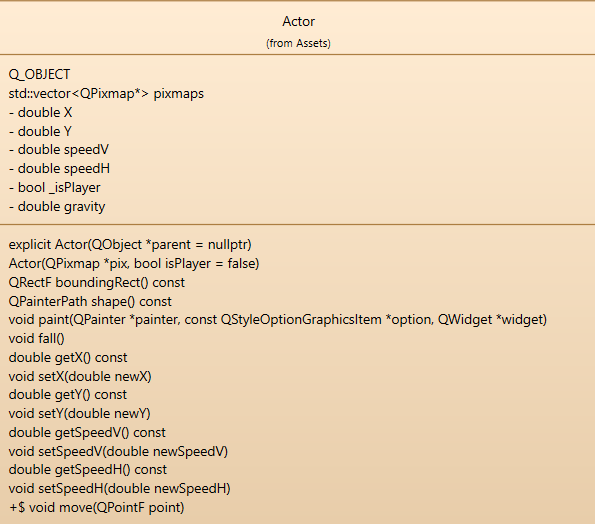 Actor
(from Assets)
Q_OBJECT
std::vector<QPixmap*> pixmaps
- double X
- double Y
- double speedV
- double speedH
- bool _isPlayer
- double gravity
explicit Actor(QObject *parent = nullptr)
Actor(QPixmap *pix, bool isPlayer = false)
QRectF boundingRect() const
QPainterPath shape() const
void paint(QPainter *painter, const QStyleOptionGraphicsItem *option, QWidget *widget)
void fall()
double getX() const
void setX(double newX)
double getY() const
void setY(double newY)
double getSpeedV() const
void setSpeedV(double newSpeedV)
double getSpeedH() const
void setSpeedH(double newSpeedH)
+$ void move(QPointF point)